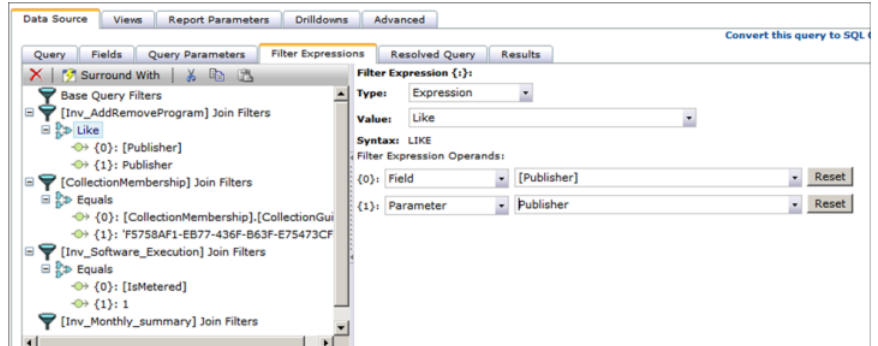 Data Source Views Report Parameters Drilldowns Advanced
Convert this query to SQL
Query Fields Query Parameters Filter Expressions Resolved Query Results
Surround With
Base Query Filters
[Inv_AddRemoveProgram] Join Filters
Like
{0}: [Publisher]
{1}: Publisher
[CollectionMembership] Join Filters
Equals
{0}: [CollectionMembership].[CollectionGui
{1}: 'F5758AF1-EB77-436F-B63F-E75473CF
[Inv_Software_Execution] Join Filters
Equals
{0}: [IsMetered]
{1}: 1
[Inv_Monthly_summary] Join Filters
Filter Expression {:}:
Type: Expression
Value: Like
Syntax: LIKE
Filter Expression Operands:
{0}: Field [Publisher] Reset
{1}: Parameter Publisher Reset